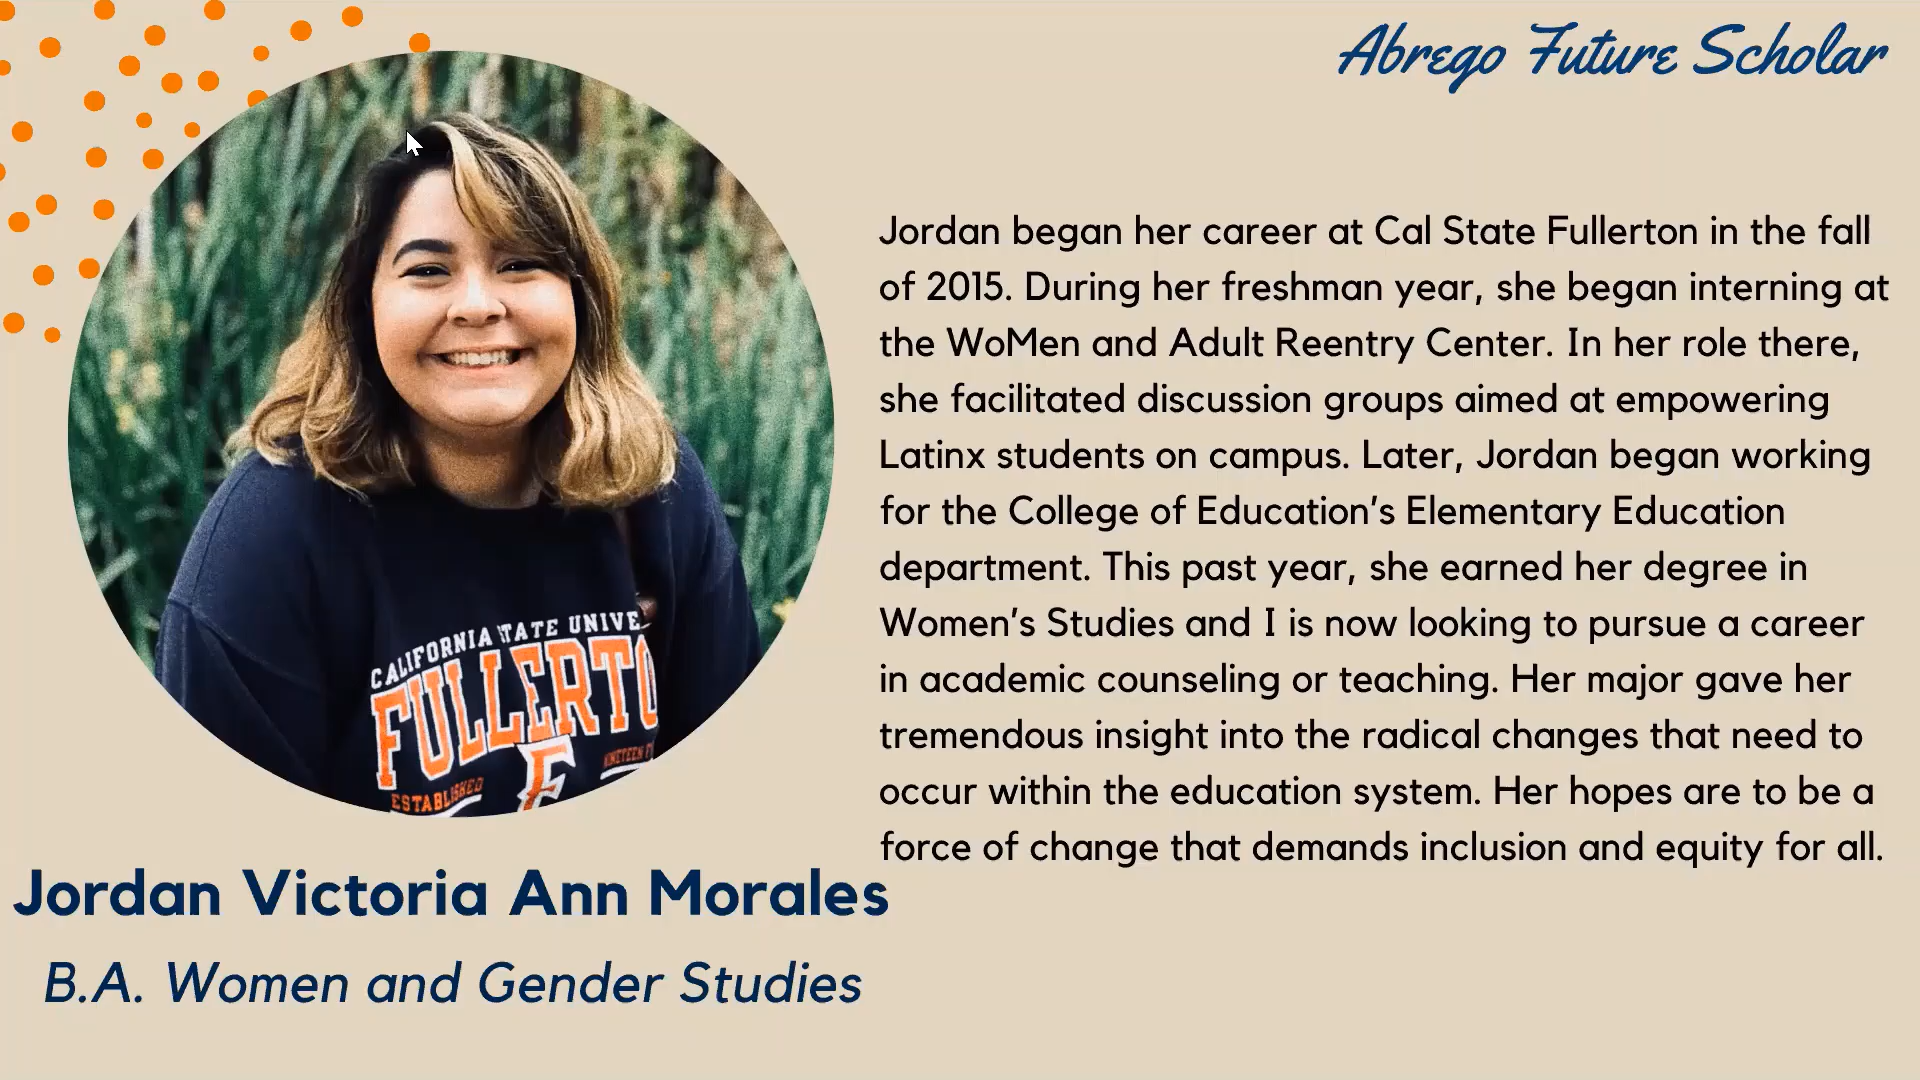 Abrego Future Scholar
Jordan began her career at Cal State Fullerton in the fall
of 2015. During her freshman year, she began interning at
the WoMen and Adult Reentry Center. In her role there,
she facilitated discussion groups aimed at empowering
Latinx students on campus. Later, Jordan began working
for the College of Education’s Elementary Education
department. This past year, she earned her degree in
Women’s Studies and I is now looking to pursue a career
in academic counseling or teaching. Her major gave her
tremendous insight into the radical changes that need to
occur within the education system. Her hopes are to be a
force of change that demands inclusion and equity for all.
CALIFORNIA STATE UNIVE
FULLERTO
F
ESTABLISHED
NINETEEN F
Jordan Victoria Ann Morales
B.A. Women and Gender Studies